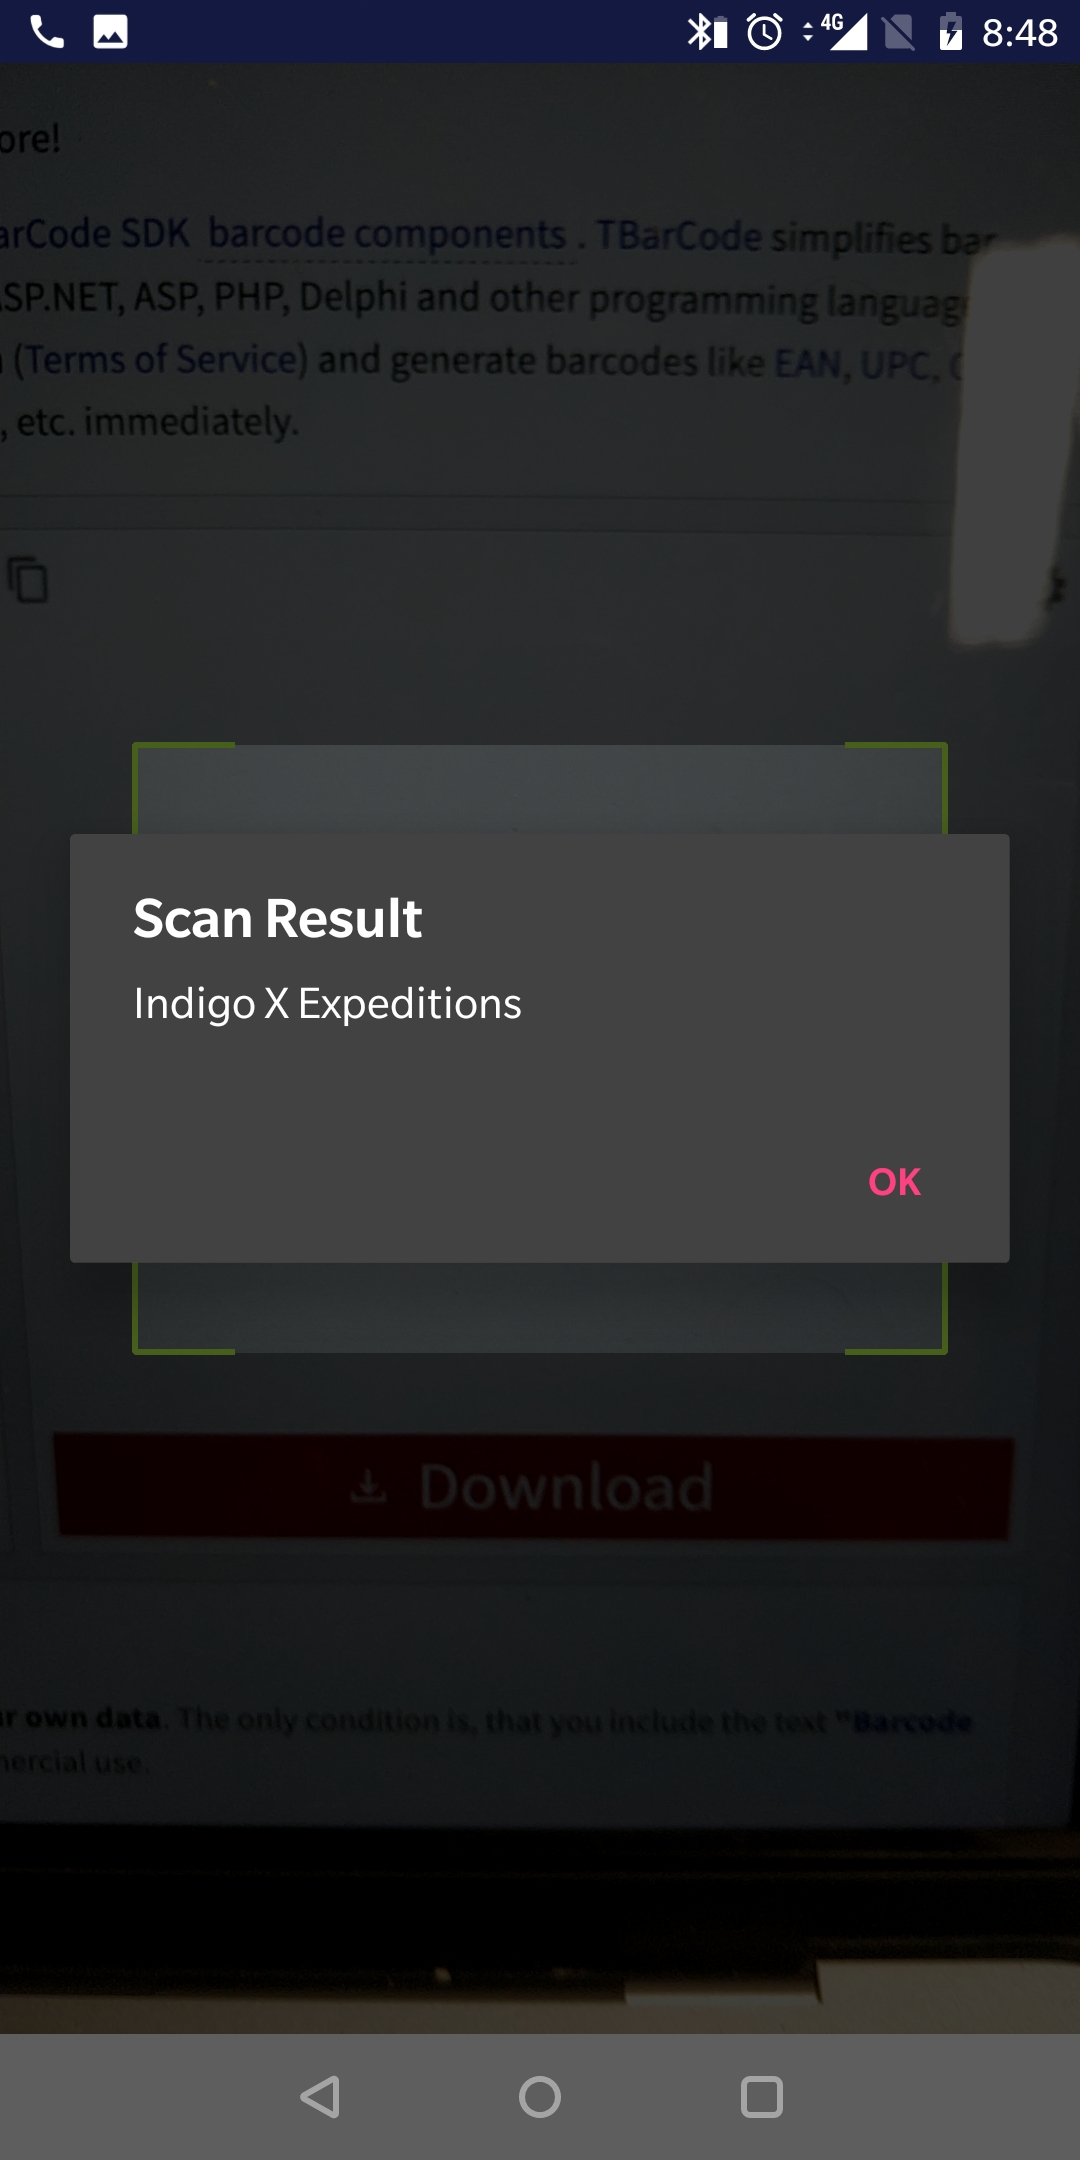 8:48
4G
ore!
arCode SDK barcode components . TBarCode simplifies bar
ASP.NET, ASP, PHP, Delphi and other programming languag
(Terms of Service) and generate barcodes like EAN, UPC,
, etc. immediately.
Scan Result
Indigo X Expeditions
OK
Download
r own data. The only condition is, that you include the text "Barcode
mercial use.